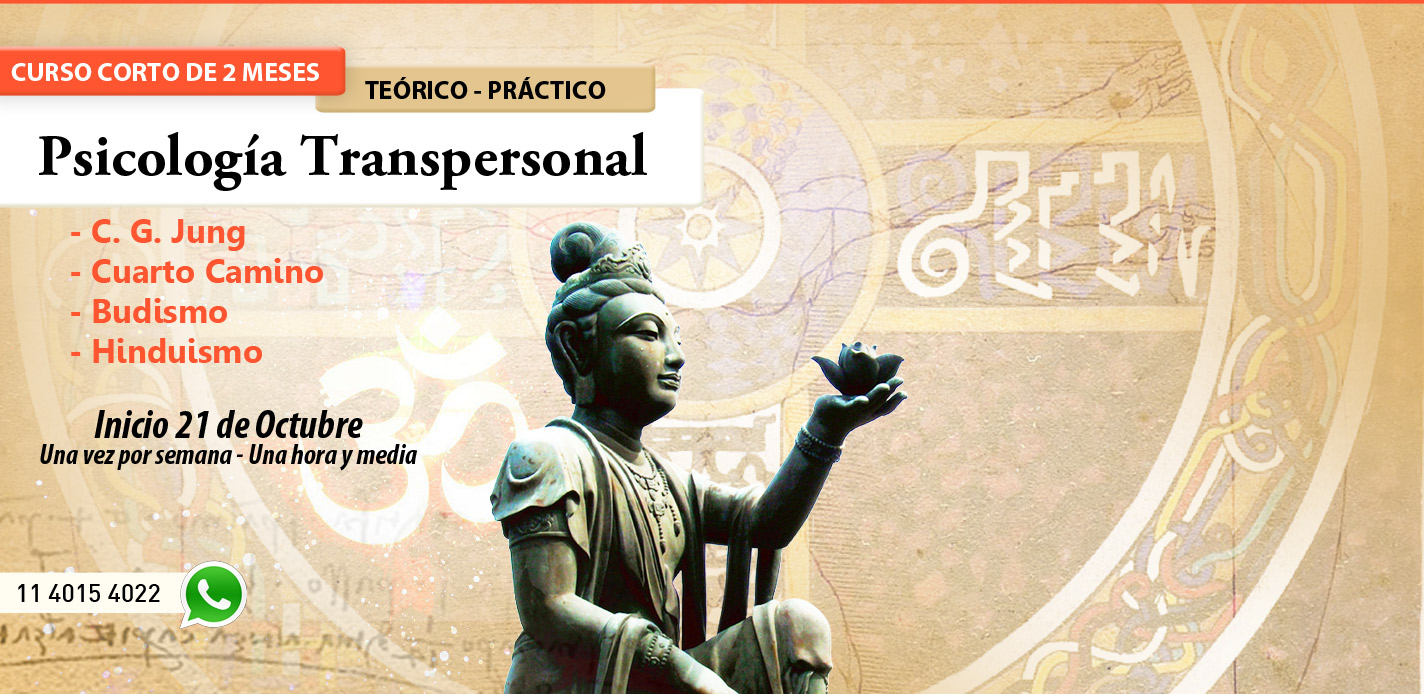 CURSO CORTO DE 2 MESES
TEÓRICO - PRÁCTICO
Psicología Transpersonal
- C. G. Jung
- Cuarto Camino
- Budismo
- Hinduismo
Inicio 21 de Octubre
Una vez por semana - Una hora y media
11 4015 4022
ॐ